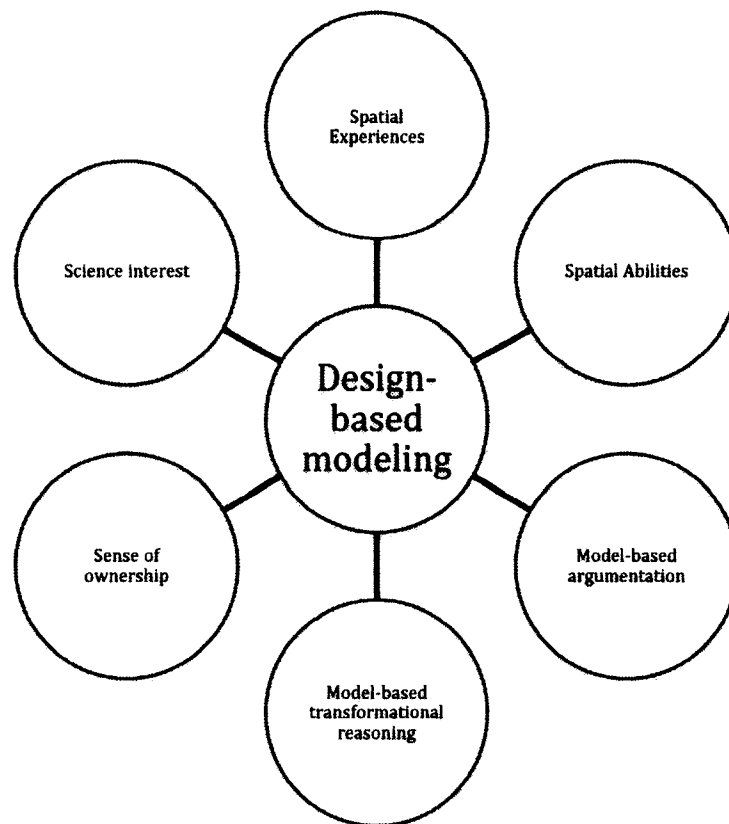 Spatial
Experiences
Science interest
Spatial Abilities
Design-
based
modeling
Sense of
ownership
Model-based
argumentation
Model-based
transformational
reasoning